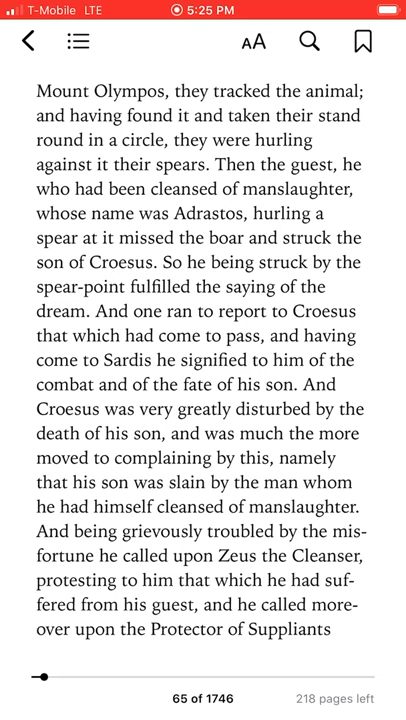 T-Mobile LTE 5:25 PM
AA
Mount Olympos, they tracked the animal;
and having found it and taken their stand
round in a circle, they were hurling
against it their spears. Then the guest, he
who had been cleansed of manslaughter,
whose name was Adrastos, hurling a
spear at it missed the boar and struck the
son of Croesus. So he being struck by the
spear-point fulfilled the saying of the
dream. And one ran to report to Croesus
that which had come to pass, and having
come to Sardis he signified to him of the
combat and of the fate of his son. And
Croesus was very greatly disturbed by the
death of his son, and was much the more
moved to complaining by this, namely
that his son was slain by the man whom
he had himself cleansed of manslaughter.
And being grievously troubled by the mis-
fortune he called upon Zeus the Cleanser,
protesting to him that which he had suf-
fered from his guest, and he called more-
over upon the Protector of Suppliants
65 of 1746 218 pages left